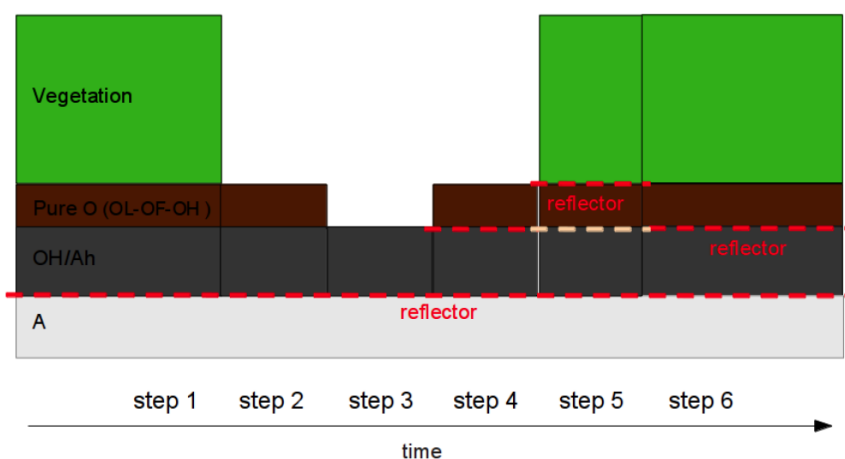 Vegetation
Pure O (OL-OF-OH )
reflector
OH/Ah
reflector
A
reflector
step 1 step 2 step 3 step 4 step 5 step 6
time